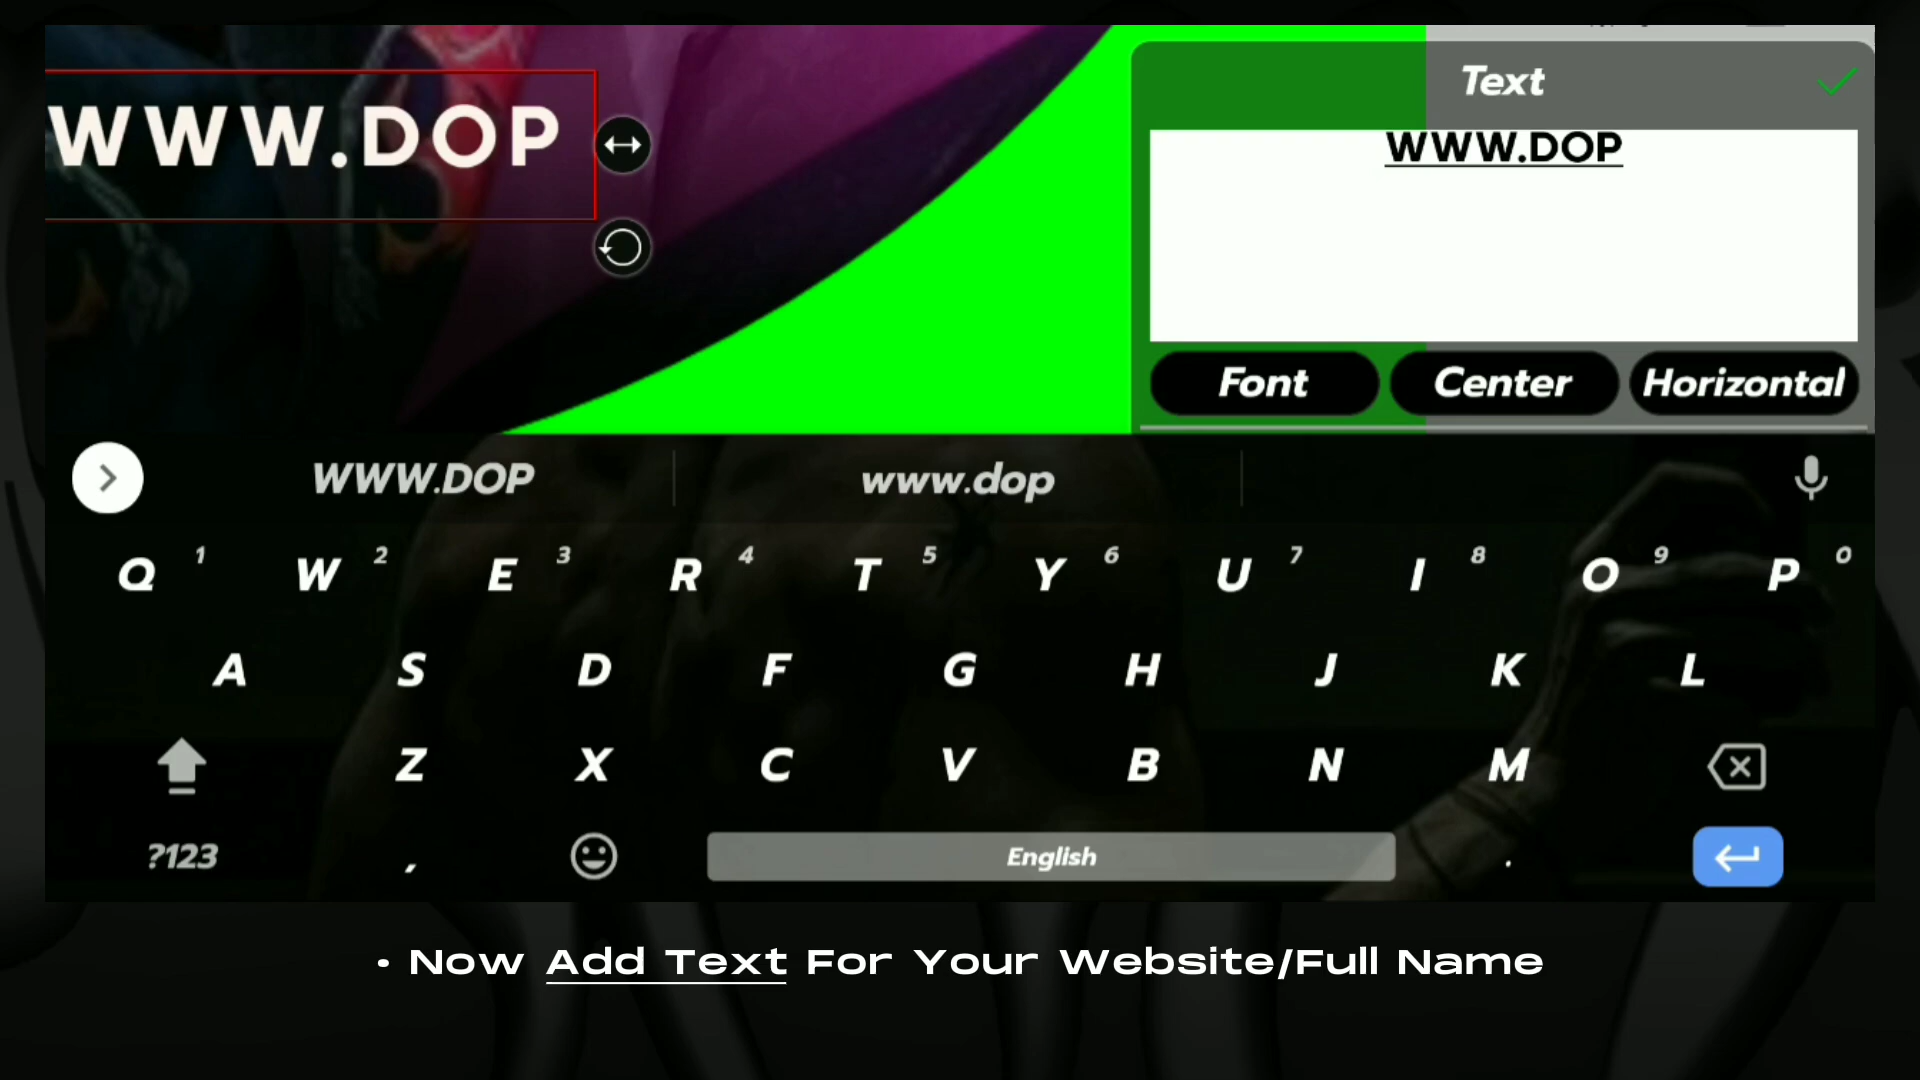 WWW.DOP
Text
WWW.DOP
Font Center Horizontal
WWW.DOP www.dop
Q 1 W 2 E 3 R 4 T 5 Y 6 U 7 I 8 O 9 P 0
A S D F G H J K L
Z X C V B N M
?123 , English .
• Now Add Text For Your Website/Full Name